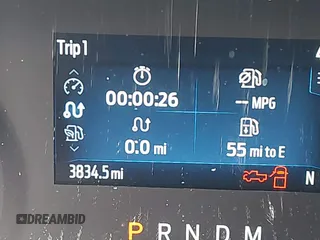 Trip 1
00:00:26
-- MPG
0.0 mi
55 mi to E
3834.5 mi
N
P R N D M
DREAMBID